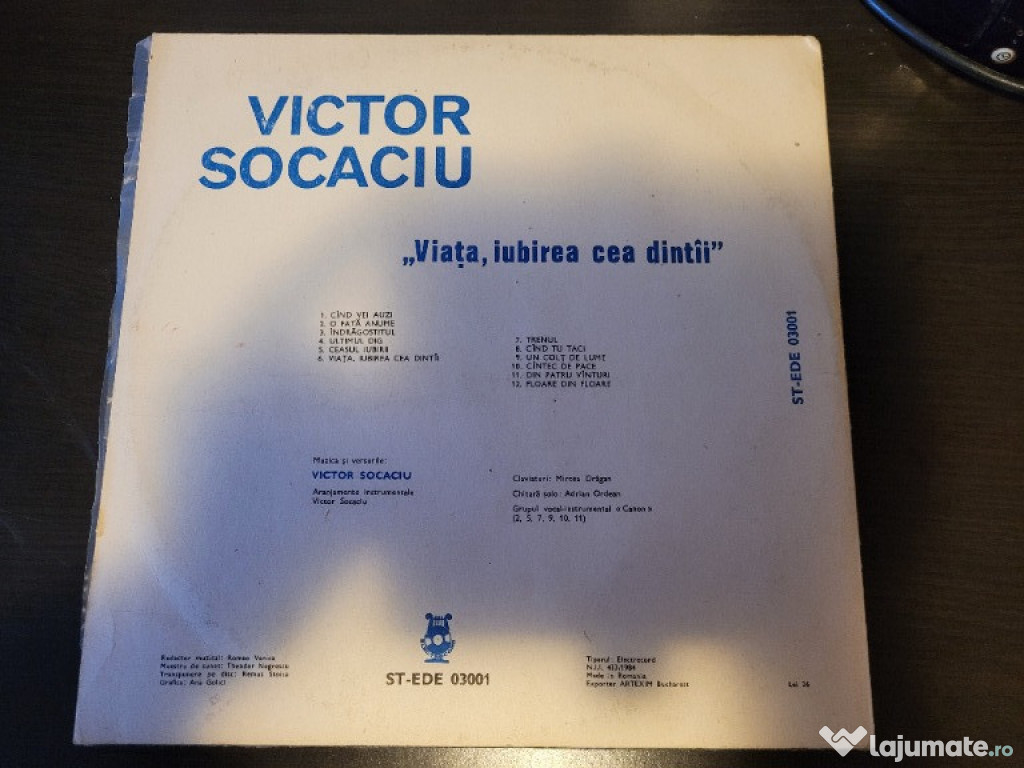 VICTOR
SOCACIU
„Viața, iubirea cea dintîi”
1. CÎND VEI AUZI
2. O FATĂ ANUME
3. ÎNDRĂGOSTITUL
4. ULTIMUL DIG
5. CEASUL IUBIRII
6. VIAȚA, IUBIREA CEA DINTÎI
7. TRENUL
8. CÎND TU TACI
9. UN COLȚ DE LUME
10. CÎNTEC DE PACE
11. DIN PATRU VÎNTURI
12. FLOARE DIN FLOARE
ST-EDE 03001
Muzica și versurile:
VICTOR SOCACIU
Aranjamente instrumentale
Victor Socaciu
Claviaturi: Mircea Drăgan
Chitară solo: Adrian Ordean
Grupul vocal-instrumental «Canon»
(2, 5, 7, 9, 10, 11)
Redactor muzical: Romeo Vanica
Maestru de sunet: Theodor Negrescu
Transpunere pe disc: Remus Stoica
Grafica: Ana Golici
ST-EDE 03001
Tiparul: Electrecord
N.I.I. 433/1984
Made in Romania
Exporter ARTEXIM Bucharest
Lei 26
lajumate.ro